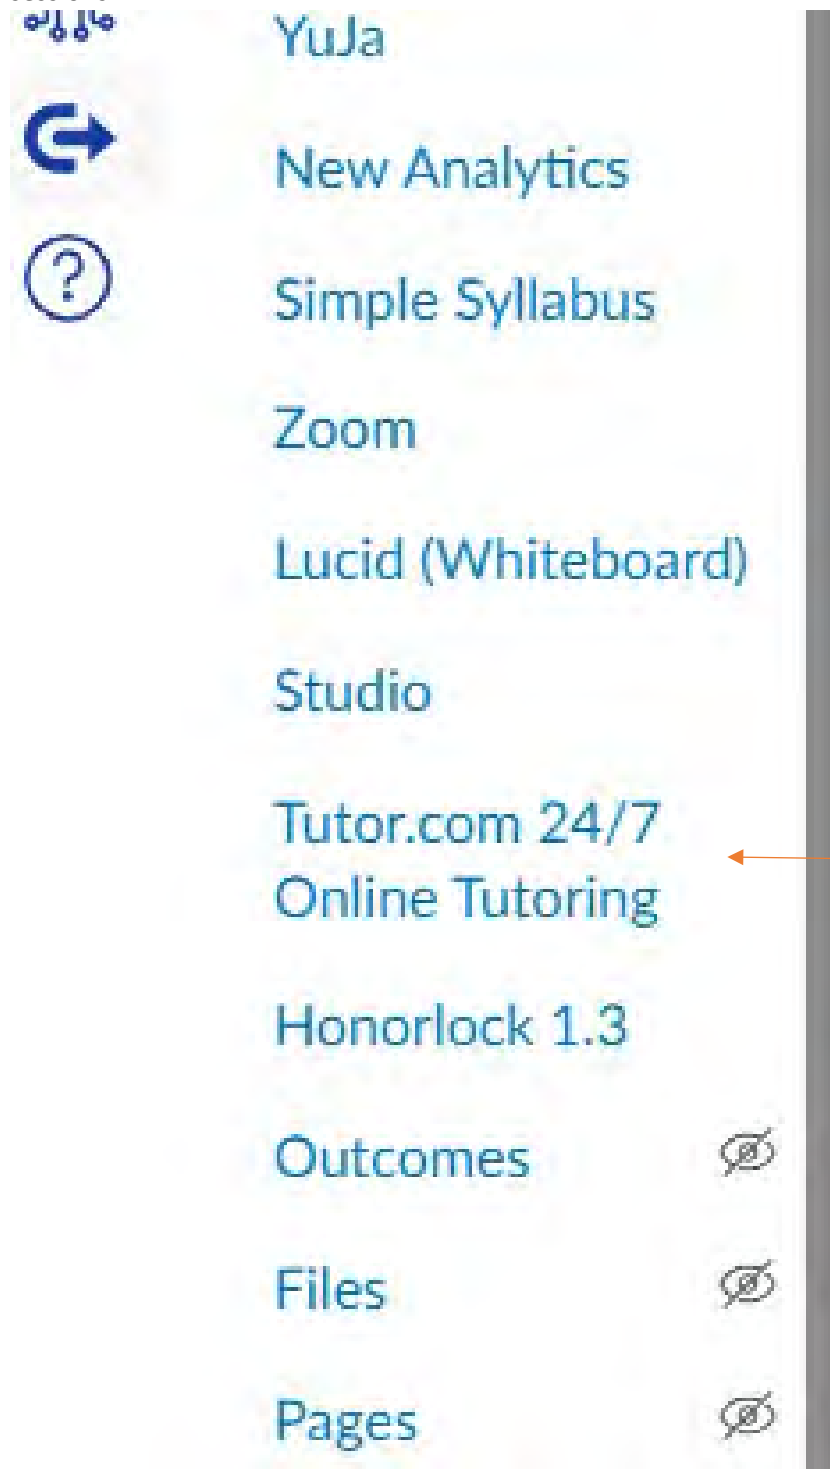 YuJa
New Analytics
Simple Syllabus
?
Zoom
Lucid (Whiteboard)
Studio
Tutor.com 24/7
Online Tutoring
Honorlock 1.3
Outcomes
Files
Pages